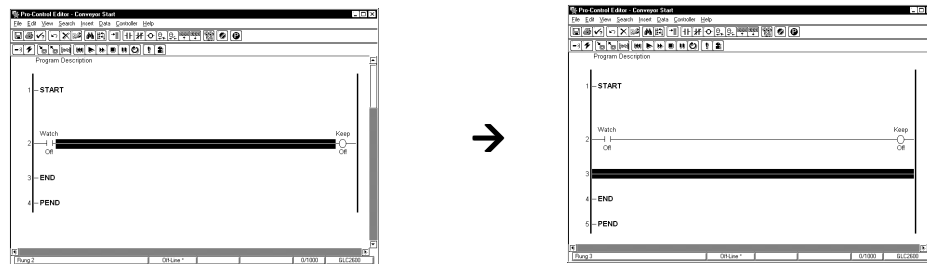 Pro-Control Editor - Conveyor Start
File Edit View Search Insert Data Controller Help
Program Description
1 START
Watch Keep
2
Off Off
3 END
4 PEND
Rung 2 Off-Line * 0/1000 GLC2600
Pro-Control Editor - Conveyor Start
File Edit View Search Insert Data Controller Help
Program Description
1 START
Watch Keep
2
Off Off
3
4 END
5 PEND
Rung 3 Off-Line * 0/1000 GLC2600